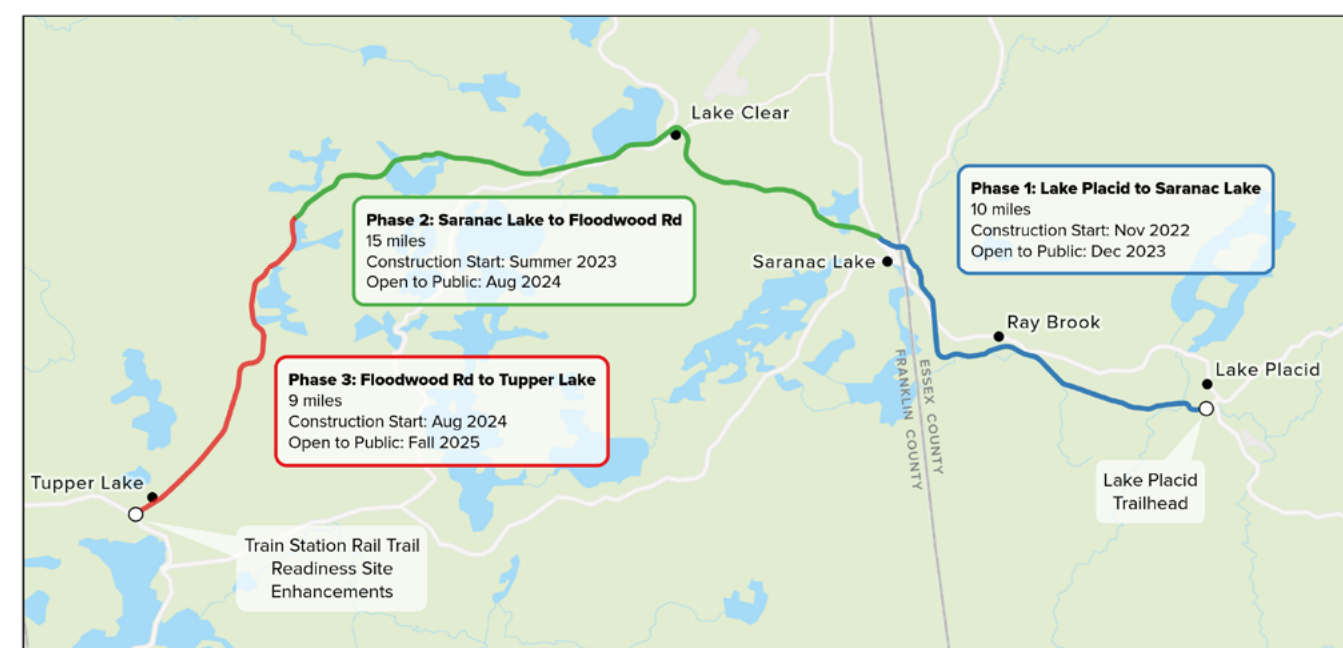 Lake Clear
Phase 1: Lake Placid to Saranac Lake
10 miles
Construction Start: Nov 2022
Open to Public: Dec 2023
Phase 2: Saranac Lake to Floodwood Rd
15 miles
Construction Start: Summer 2023
Open to Public: Aug 2024
Saranac Lake
Ray Brook
ESSEX COUNTY
FRANKLIN COUNTY
Lake Placid
Phase 3: Floodwood Rd to Tupper Lake
9 miles
Construction Start: Aug 2024
Open to Public: Fall 2025
Lake Placid
Trailhead
Tupper Lake
Train Station Rail Trail
Readiness Site
Enhancements